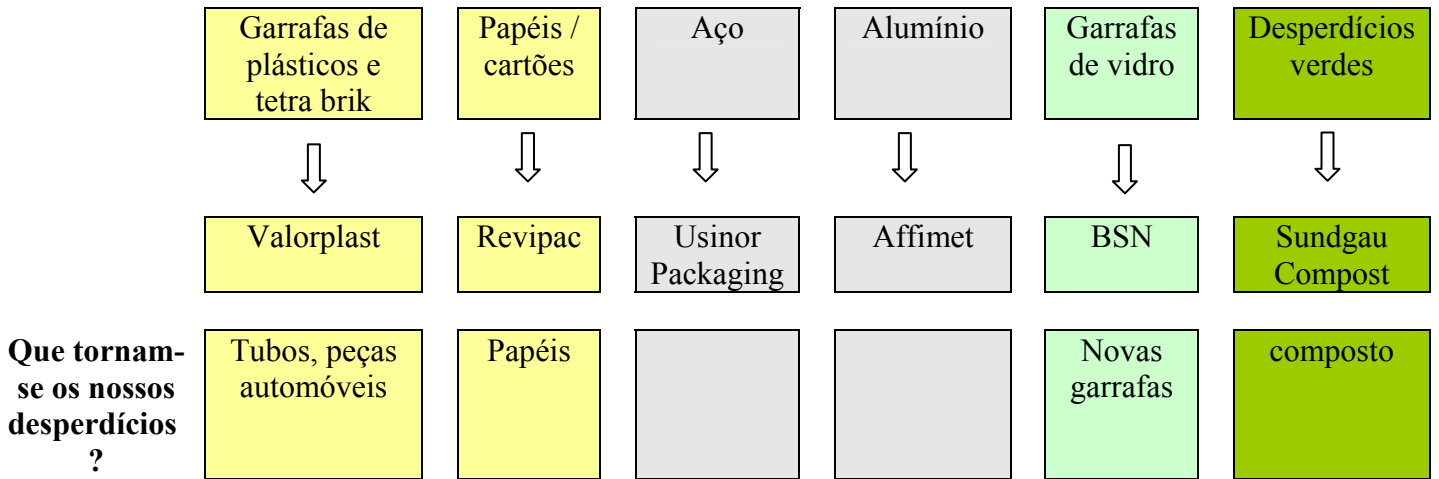 Garrafas de
plásticos e
tetra brik
Papéis /
cartões
Aço
Alumínio
Garrafas
de vidro
Desperdícios
verdes
Valorplast
Revipac
Usinor
Packaging
Affimet
BSN
Sundgau
Compost
Que tornam-
se os nossos
desperdícios
?
Tubos, peças
automóveis
Papéis
Novas
garrafas
composto